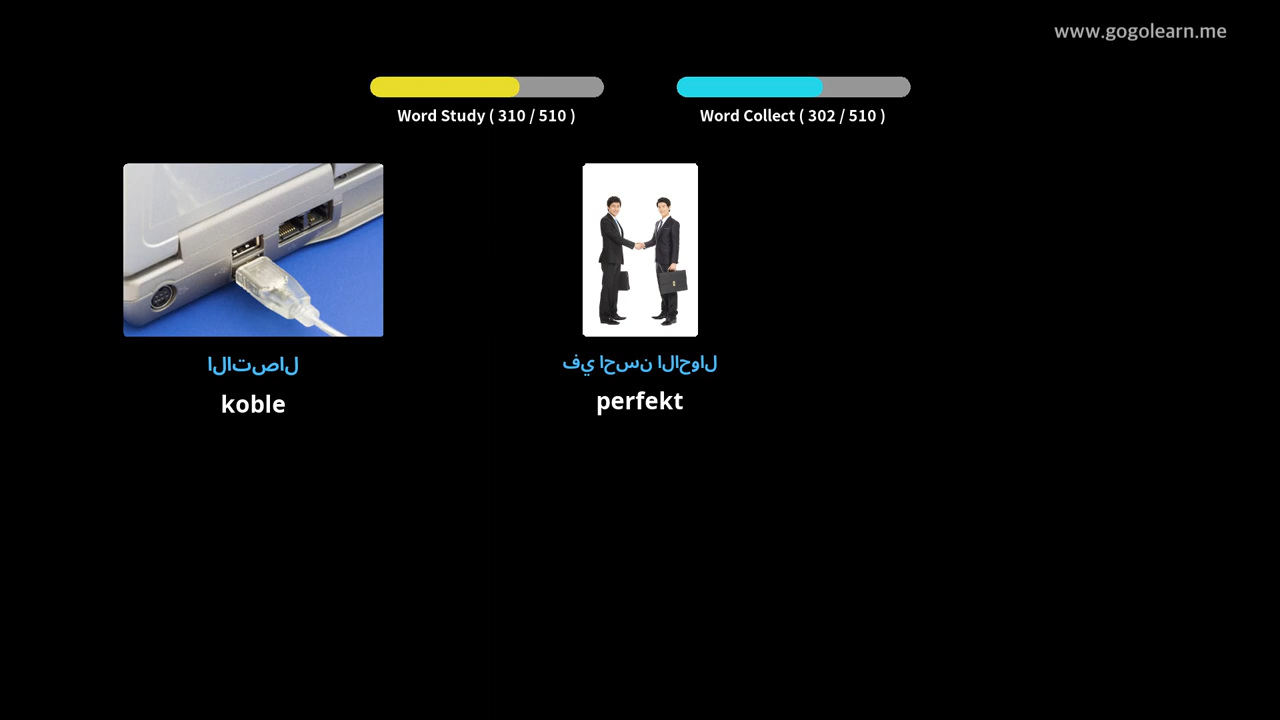 www.gogolearn.me
Word Study ( 310 / 510 )
Word Collect ( 302 / 510 )
الاتصال
koble
في احسن الاحوال
perfekt